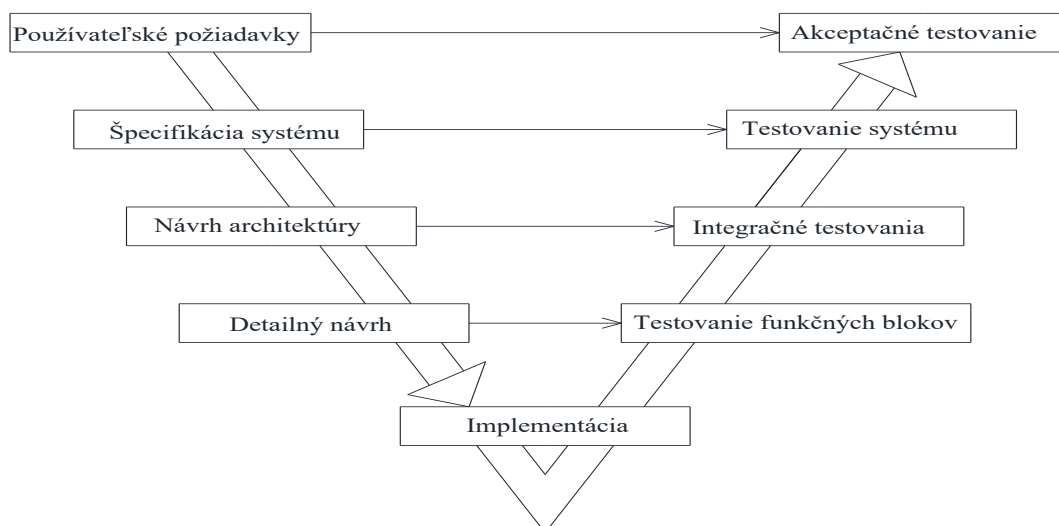 Používateľské požiadavky
Akceptačné testovanie
Špecifikácia systému
Testovanie systému
Návrh architektúry
Integračné testovania
Detailný návrh
Testovanie funkčných blokov
Implementácia